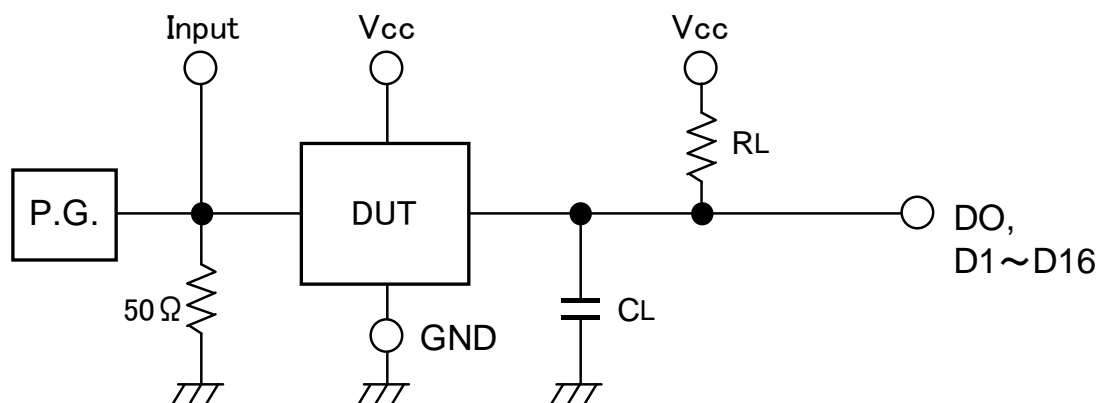 Input
Vcc
Vcc
RL
P.G.
DUT
DO,
D1～D16
50Ω
CL
GND